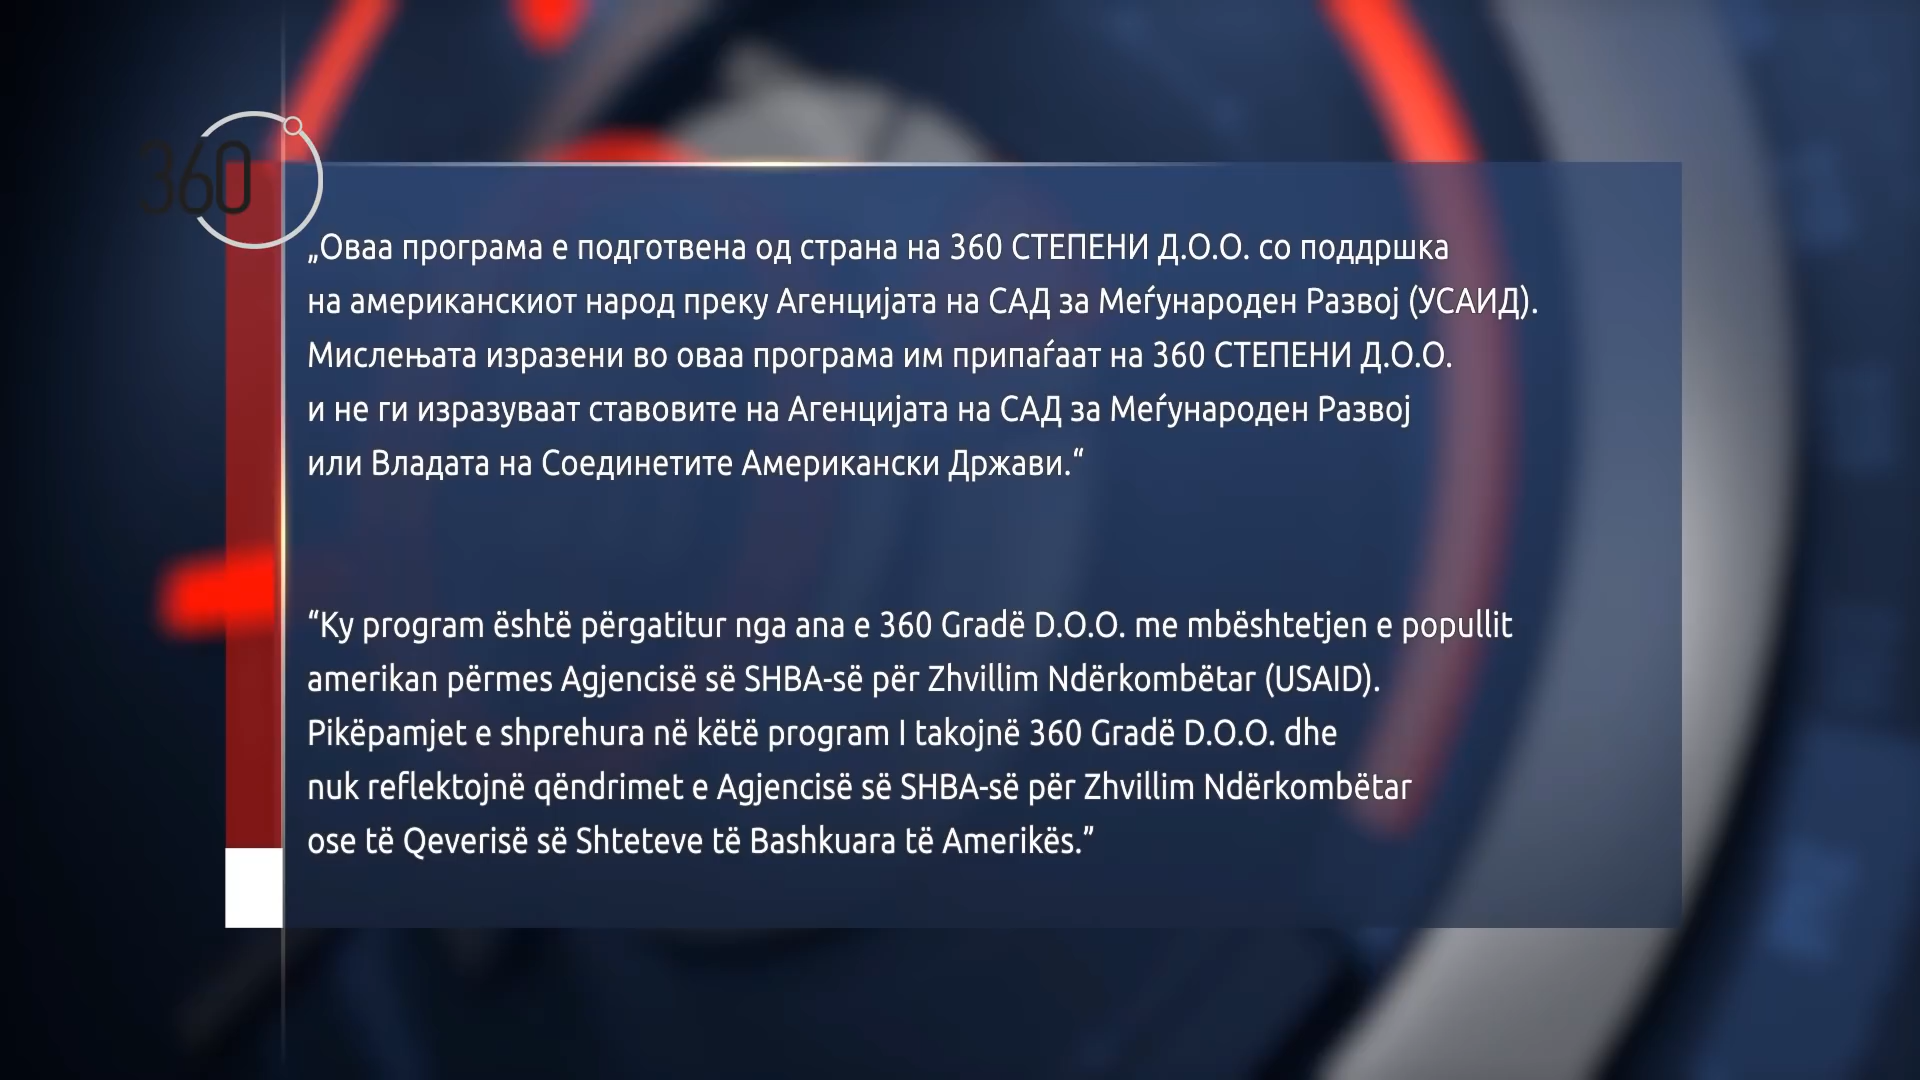 360
„Оваа програма е подготвена од страна на 360 СТЕПЕНИ Д.О.О. со поддршка
на американскиот народ преку Агенцијата на САД за Меѓународен Развој (УСАИД).
Мислењата изразени во оваа програма им припаѓаат на 360 СТЕПЕНИ Д.О.О.
и не ги изразуваат ставовите на Агенцијата на САД за Меѓународен Развој
или Владата на Соединетите Американски Држави.“
“Ky program është përgatitur nga ana e 360 Gradë D.O.O. me mbështetjen e popullit
amerikan përmes Agjencisë së SHBA-së për Zhvillim Ndërkombëtar (USAID).
Pikëpamjet e shprehura në këtë program I takojnë 360 Gradë D.O.O. dhe
nuk reflektojnë qëndrimet e Agjencisë së SHBA-së për Zhvillim Ndërkombëtar
ose të Qeverisë së Shteteve të Bashkuara të Amerikës.”